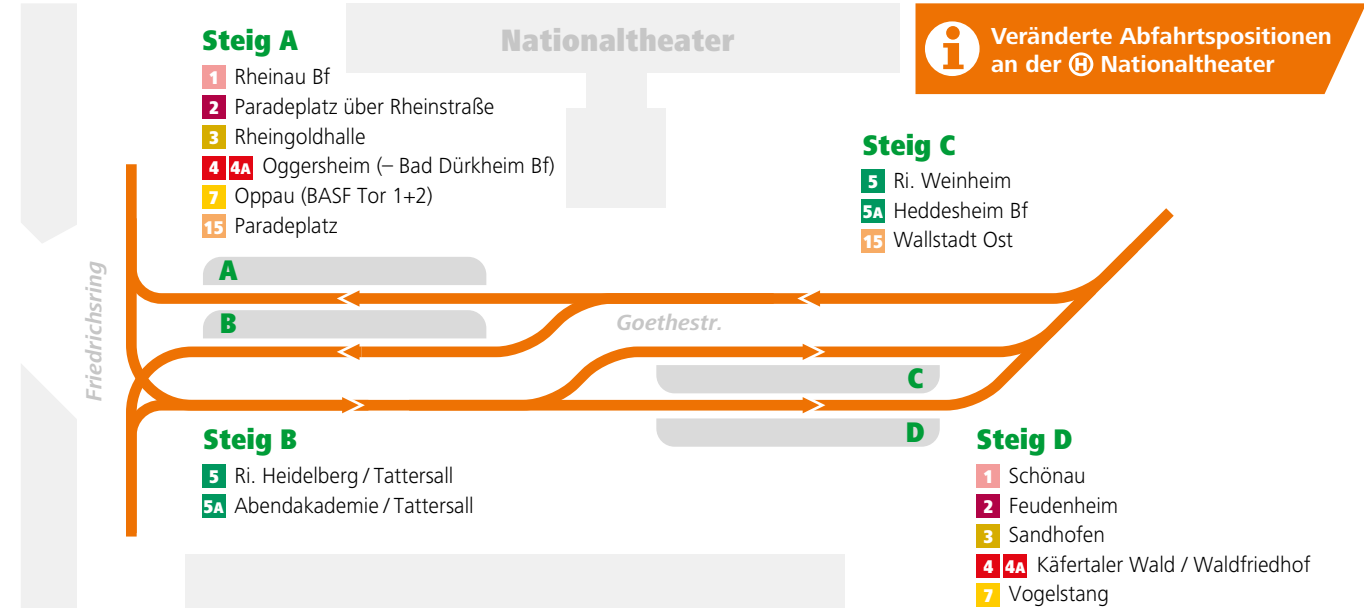 Steig A
1 Rheinau Bf
2 Paradeplatz über Rheinstraße
3 Rheingoldhalle
4 4A Oggersheim (– Bad Dürkheim Bf)
7 Oppau (BASF Tor 1+2)
15 Paradeplatz
Nationaltheater
i Veränderte Abfahrtspositionen
an der H Nationaltheater
Steig C
5 Ri. Weinheim
5A Heddesheim Bf
15 Wallstadt Ost
Friedrichsring
A
B
Goethestr.
C
D
Steig B
5 Ri. Heidelberg / Tattersall
5A Abendakademie / Tattersall
Steig D
1 Schönau
2 Feudenheim
3 Sandhofen
4 4A Käfertaler Wald / Waldfriedhof
7 Vogelstang